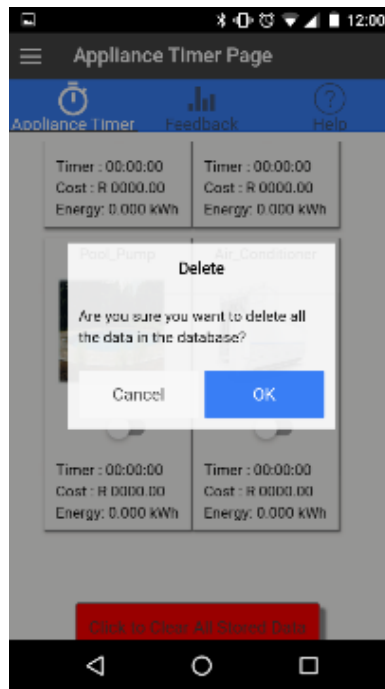 12:00
Appliance Timer Page
Appliance Timer Feedback Help
Timer : 00:00:00 Timer : 00:00:00
Cost : R 0000.00 Cost : R 0000.00
Energy: 0.000 kWh Energy: 0.000 kWh
Pool_Pump Air_Conditioner
Delete
Are you sure you want to delete all
the data in the database?
Cancel OK
Timer : 00:00:00 Timer : 00:00:00
Cost : R 0000.00 Cost : R 0000.00
Energy: 0.000 kWh Energy: 0.000 kWh
Click to Clear All Stored Data